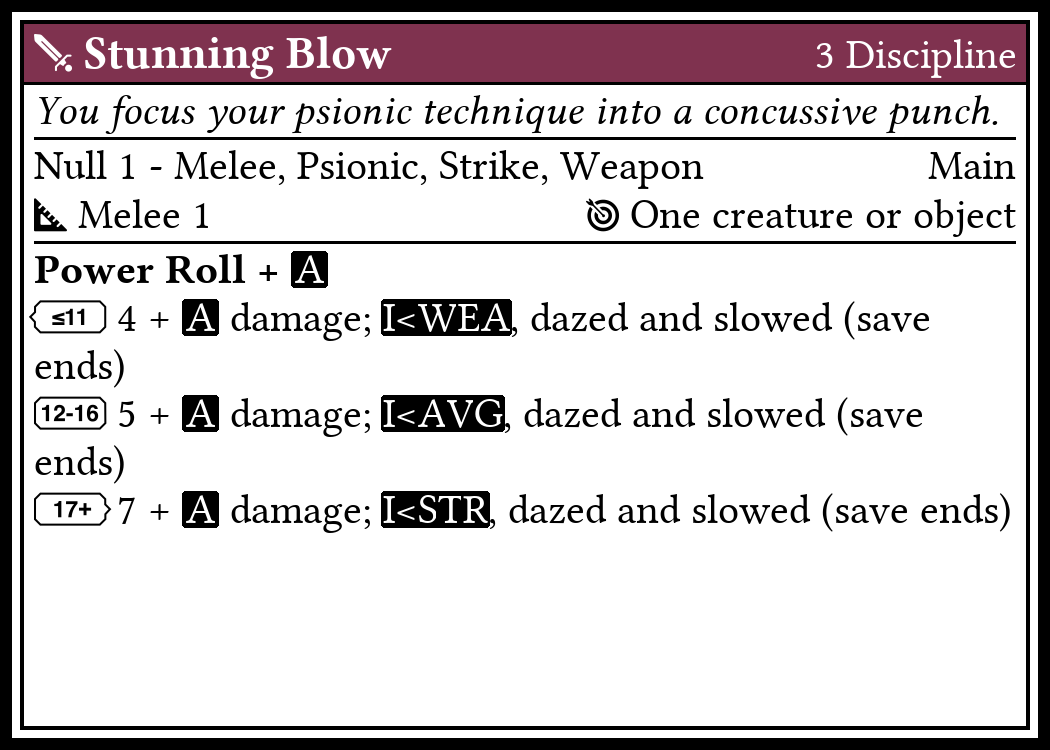 Stunning Blow 3 Discipline
You focus your psionic technique into a concussive punch.
Null 1 - Melee, Psionic, Strike, Weapon Main
Melee 1 One creature or object
Power Roll + A
≤11 4 + A damage; I<WEA, dazed and slowed (save
ends)
12-16 5 + A damage; I<AVG, dazed and slowed (save
ends)
17+ 7 + A damage; I<STR, dazed and slowed (save ends)